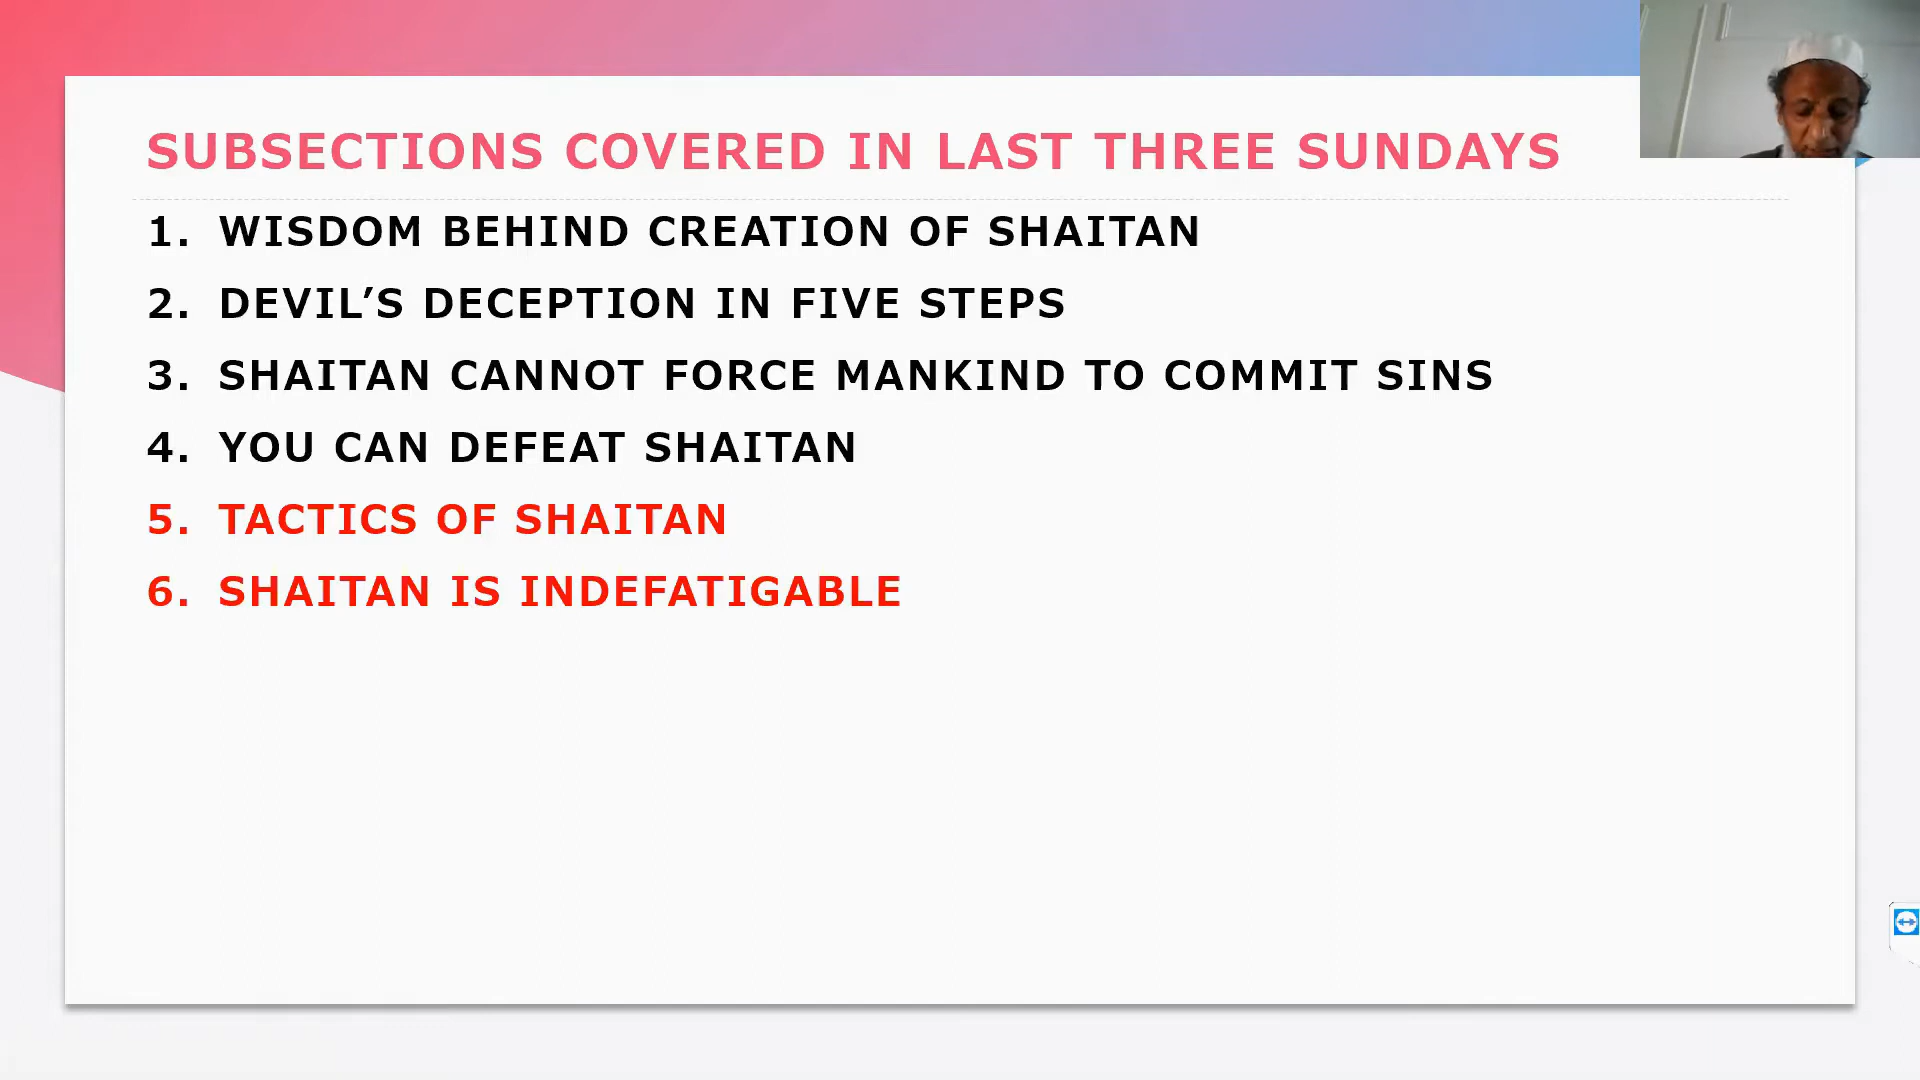 SUBSECTIONS COVERED IN LAST THREE SUNDAYS
1. WISDOM BEHIND CREATION OF SHAITAN
2. DEVIL’S DECEPTION IN FIVE STEPS
3. SHAITAN CANNOT FORCE MANKIND TO COMMIT SINS
4. YOU CAN DEFEAT SHAITAN
5. TACTICS OF SHAITAN
6. SHAITAN IS INDEFATIGABLE